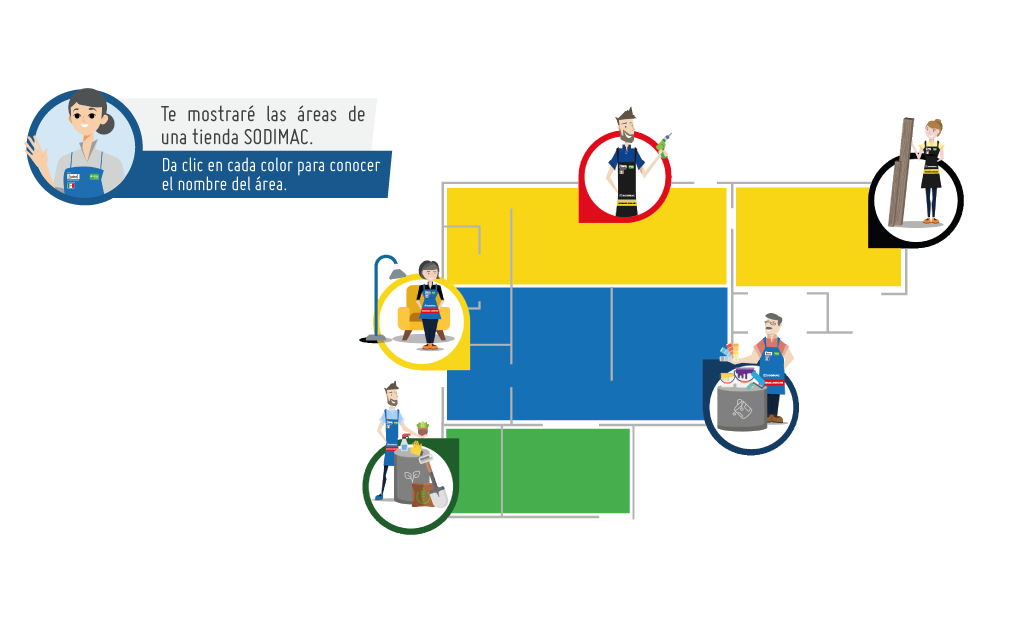 Te mostraré las áreas de
una tienda SODIMAC.
Da clic en cada color para conocer
el nombre del área.